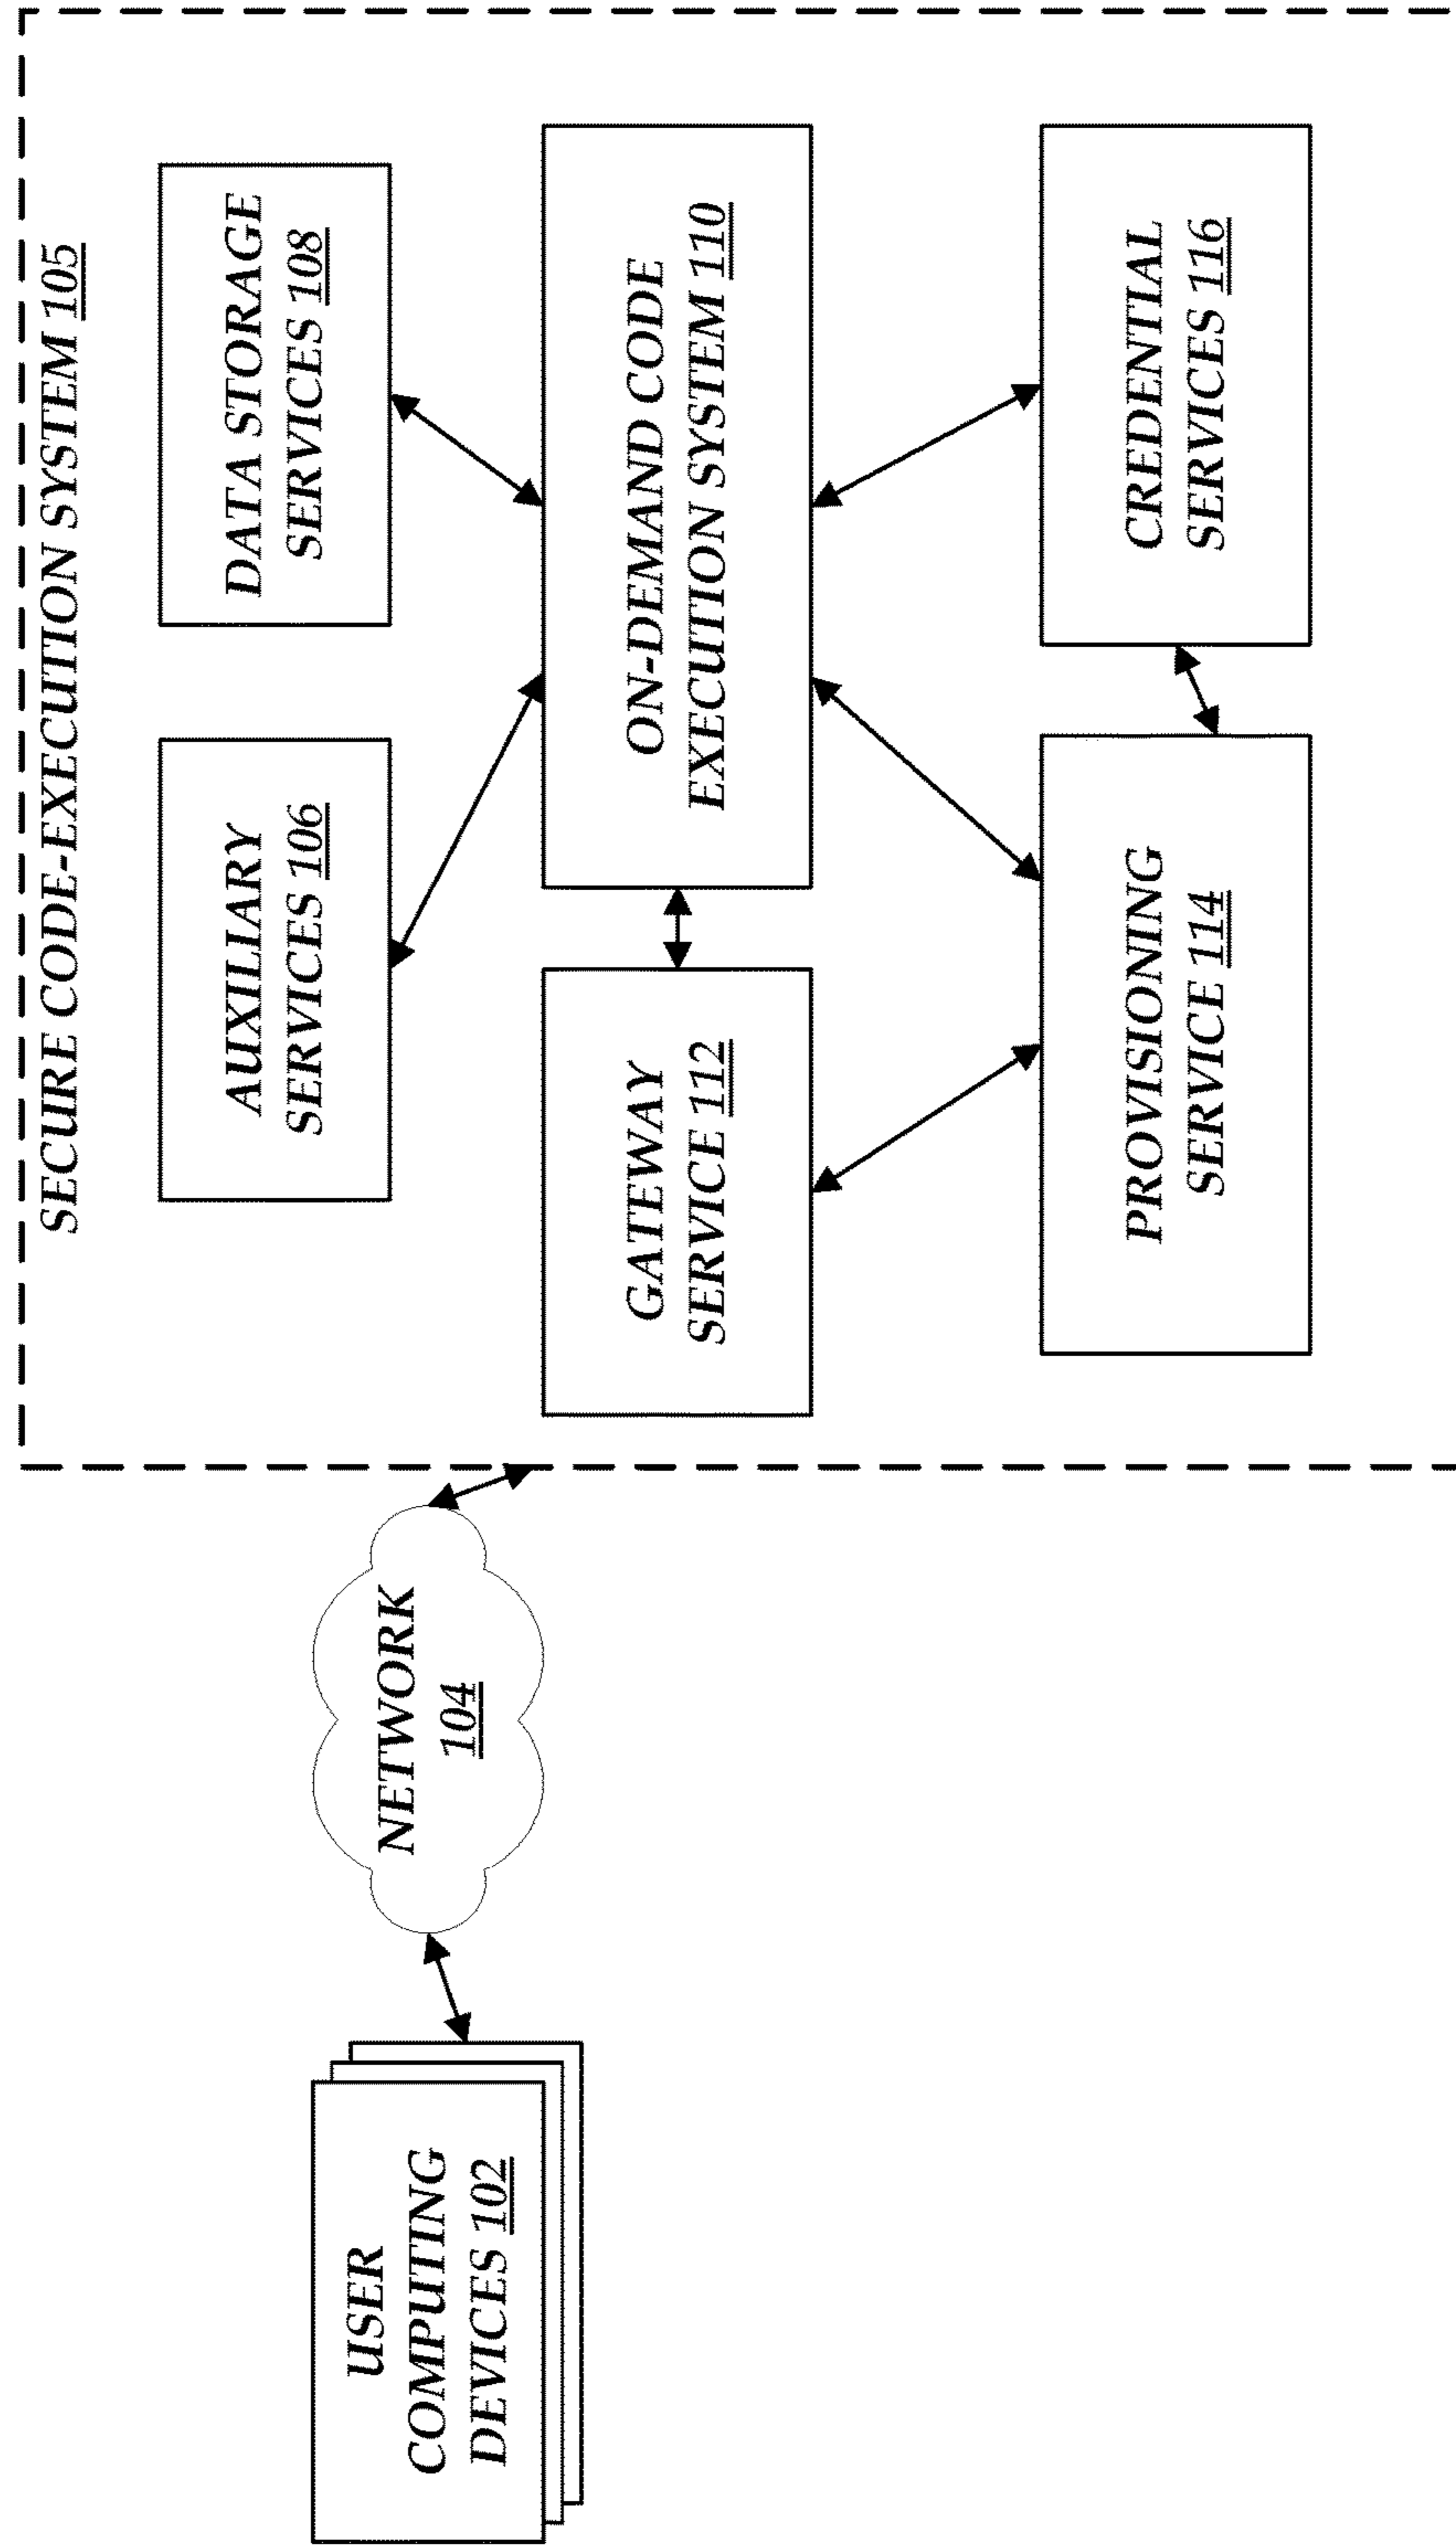 SECURE CODE-EXECUTION SYSTEM 105
AUXILIARY
SERVICES 106
DATA STORAGE
SERVICES 108
USER
COMPUTING
DEVICES 102
NETWORK
104
GATEWAY
SERVICE 112
ON-DEMAND CODE
EXECUTION SYSTEM 110
PROVISIONING
SERVICE 114
CREDENTIAL
SERVICES 116